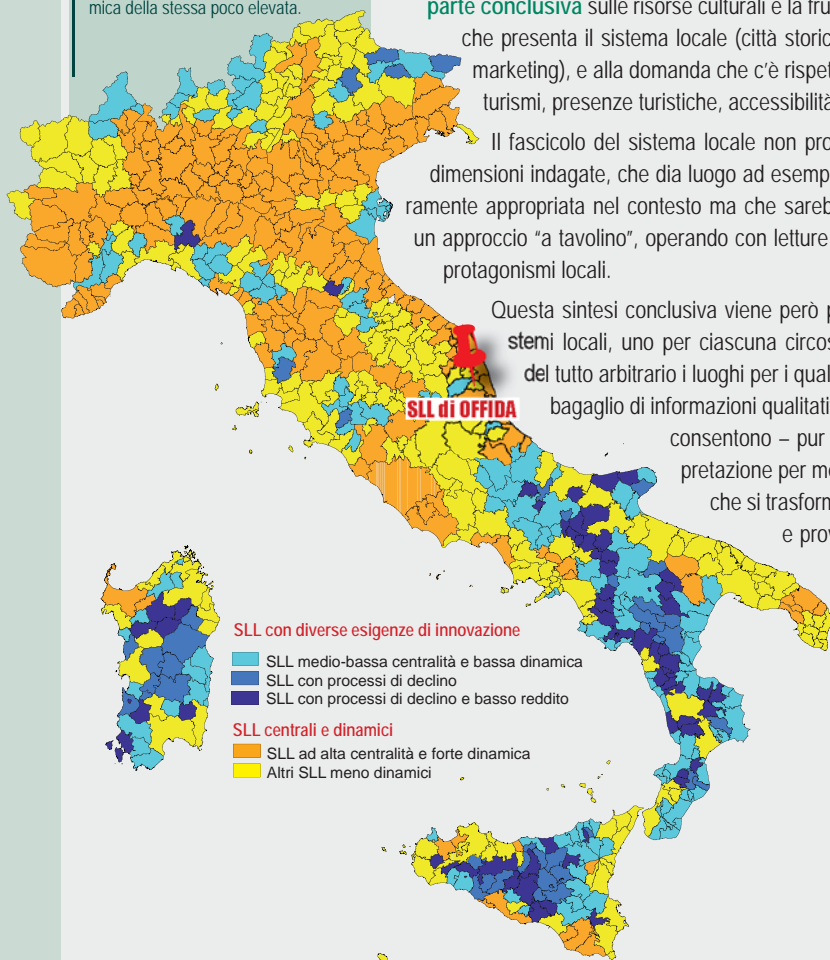 mica della stessa poco elevata.
parte conclusiva sulle risorse culturali e la fru
che presenta il sistema locale (città storic
marketing), e alla domanda che c'è rispet
turismi, presenze turistiche, accessibilità
Il fascicolo del sistema locale non pro
dimensioni indagate, che dia luogo ad esemp
ramente appropriata nel contesto ma che sareb
un approccio “a tavolino”, operando con letture
protagonismi locali.
Questa sintesi conclusiva viene però p
stemi locali, uno per ciascuna circos
del tutto arbitrario i luoghi per i qual
bagaglio di informazioni qualitati
consentono – pur
pretazione per me
che si trasform
e prov
SLL di OFFIDA
SLL con diverse esigenze di innovazione
SLL medio-bassa centralità e bassa dinamica
SLL con processi di declino
SLL con processi di declino e basso reddito
SLL centrali e dinamici
SLL ad alta centralità e forte dinamica
Altri SLL meno dinamici